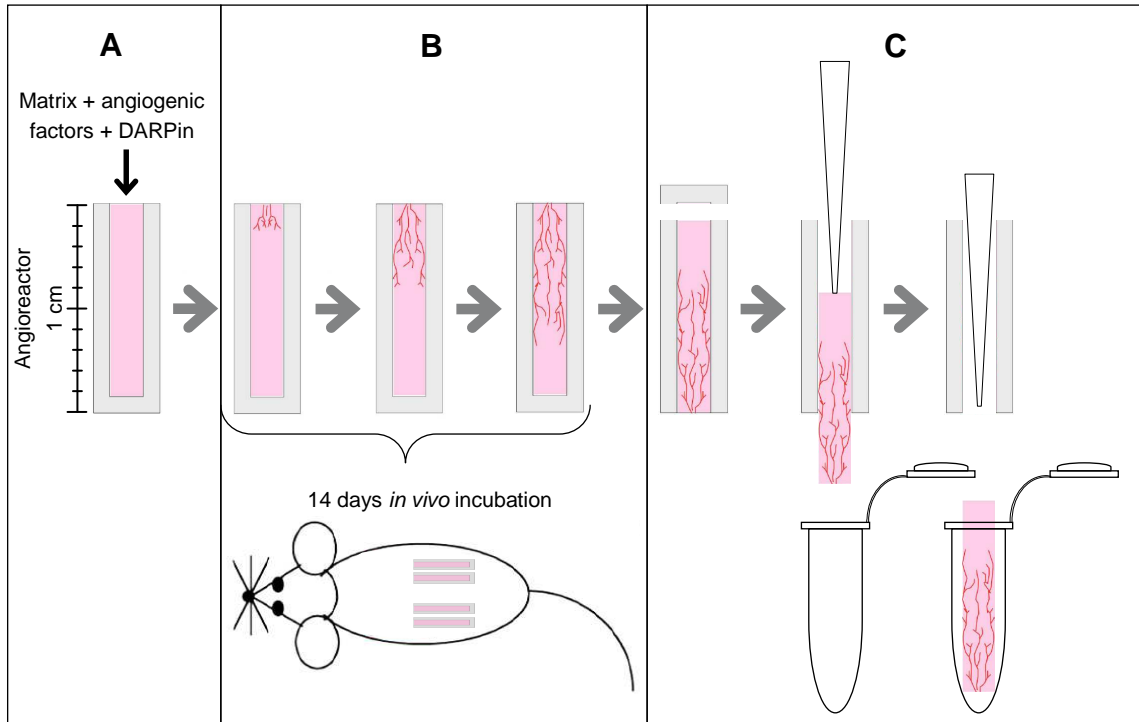 A
B
C
Matrix + angiogenic
factors + DARPin
Angioreactor
1 cm
14 days in vivo incubation